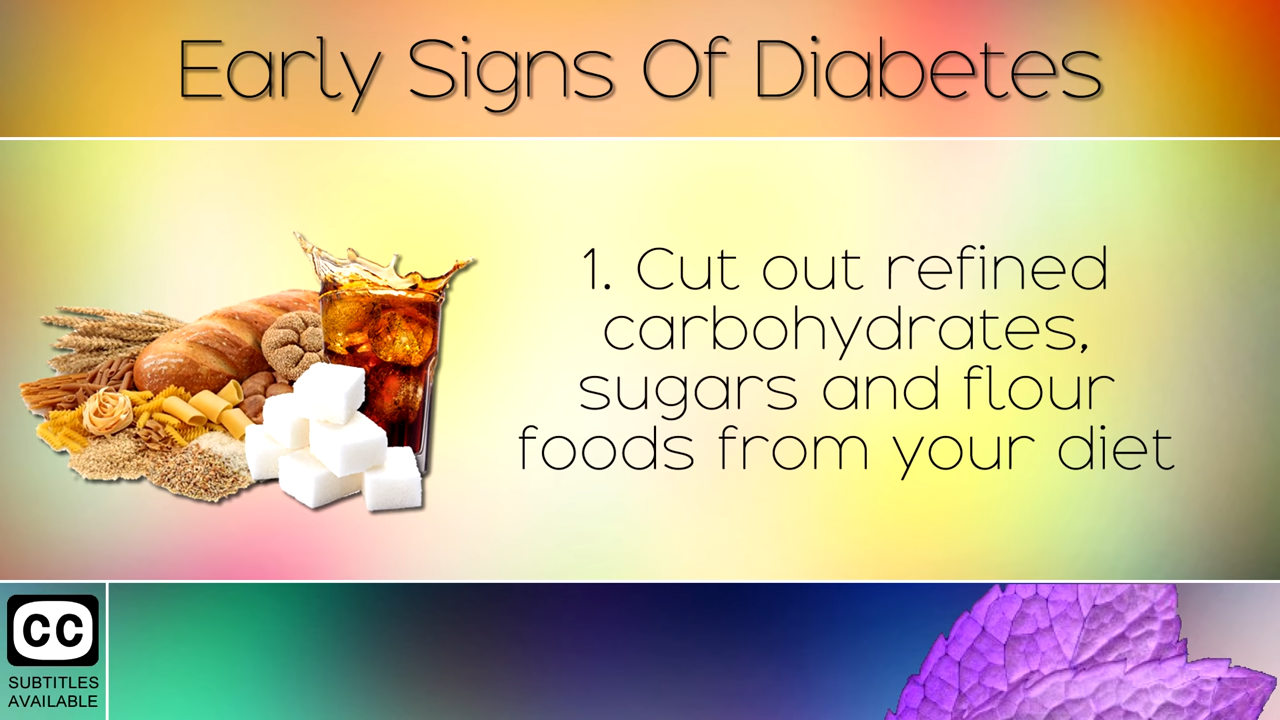 Early Signs Of Diabetes
1. Cut out refined
carbohydrates,
sugars and flour
foods from your diet
CC
SUBTITLES
AVAILABLE